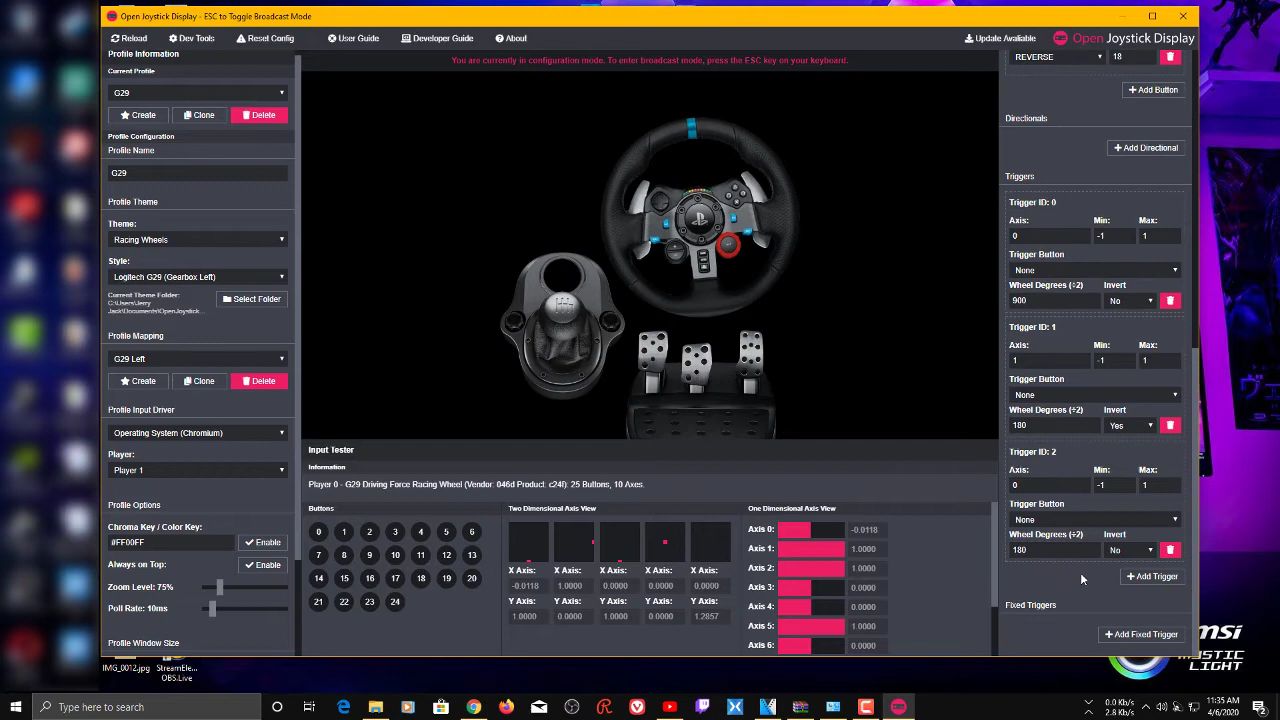 Open Joystick Display - ESC to Toggle Broadcast Mode
Reload
Dev Tools
Reset Config
User Guide
Developer Guide
About
Update Avaliable
Open Joystick Display
Profile Information
Current Profile
G29
Create
Clone
Delete
Profile Configuration
Profile Name
G29
Profile Theme
Theme:
Racing Wheels
Style:
Logitech G29 (Gearbox Left)
Current Theme Folder:
C:\Users\Jerry
Jack\Documents\OpenJoystick...
Select Folder
Profile Mapping
G29 Left
Create
Clone
Delete
Profile Input Driver
Operating System (Chromium)
Player:
Player 1
Profile Options
Chroma Key / Color Key:
#FF00FF
Enable
Always on Top:
Enable
Zoom Level: 75%
Poll Rate: 10ms
Profile Window Size
You are currently in configuration mode. To enter broadcast mode, press the ESC key on your keyboard.
Input Tester
Information
Player 0 - G29 Driving Force Racing Wheel (Vendor: 046d Product: c24f): 25 Buttons, 10 Axes.
Buttons
0 1 2 3 4 5 6
7 8 9 10 11 12 13
14 15 16 17 18 19 20
21 22 23 24
Two Dimensional Axis View
X Axis: X Axis: X Axis: X Axis: X Axis:
-0.0118 1.0000 0.0000 0.0000 0.0000
Y Axis: Y Axis: Y Axis: Y Axis: Y Axis:
1.0000 0.0000 1.0000 0.0000 1.2857
One Dimensional Axis View
Axis 0: -0.0118
Axis 1: 1.0000
Axis 2: 1.0000
Axis 3: 0.0000
Axis 4: 0.0000
Axis 5: 1.0000
Axis 6: 0.0000
REVERSE 18
Add Button
Directionals
Add Directional
Triggers
Trigger ID: 0
Axis: Min: Max:
0 -1 1
Trigger Button
None
Wheel Degrees (÷2) Invert
900 No
Trigger ID: 1
Axis: Min: Max:
1 -1 1
Trigger Button
None
Wheel Degrees (÷2) Invert
180 Yes
Trigger ID: 2
Axis: Min: Max:
0 -1 1
Trigger Button
None
Wheel Degrees (÷2) Invert
180 No
Add Trigger
Fixed Triggers
Add Fixed Trigger
msi
MYSTIC
LIGHT
IMG_0012.jpg
StreamEle...
OBS.Live
Type here to search
0.0 Kb/s
2.8 Kb/s
11:35 AM
4/6/2020